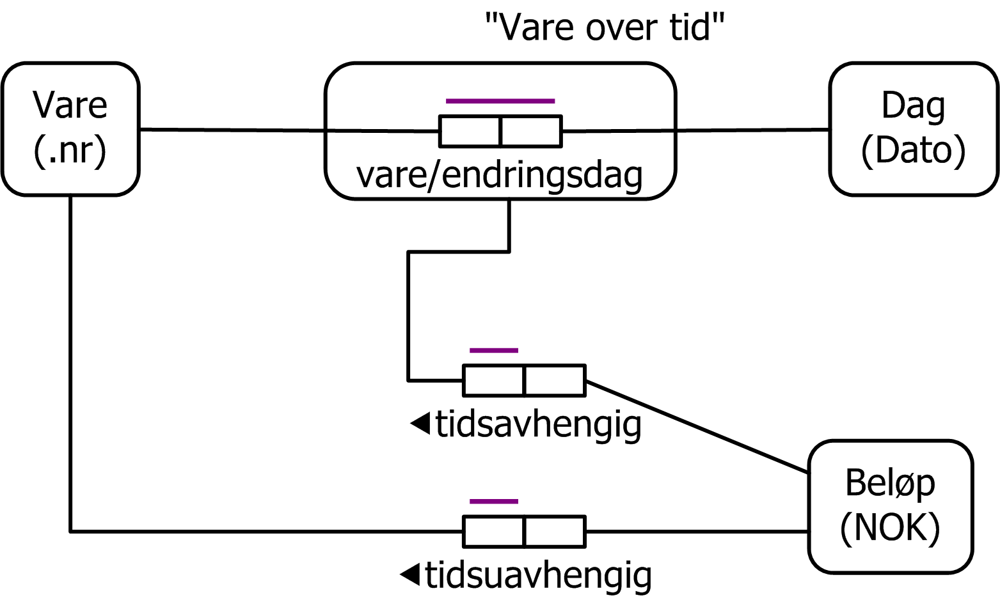 "Vare over tid"
Vare
(.nr)
vare/endringsdag
Dag
(Dato)
tidsavhengig
Beløp
(NOK)
tidsuavhengig